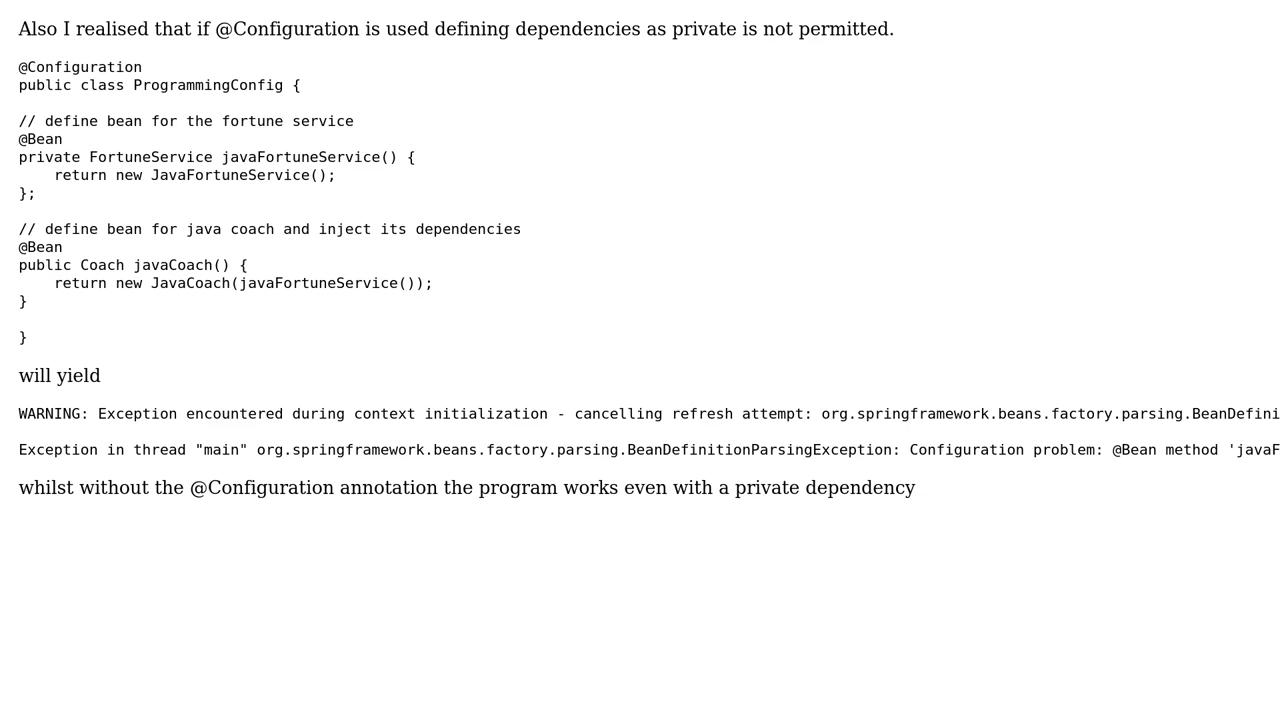 Also I realised that if @Configuration is used defining dependencies as private is not permitted.
@Configuration
public class ProgrammingConfig {
// define bean for the fortune service
@Bean
private FortuneService javaFortuneService() {
    return new JavaFortuneService();
};
// define bean for java coach and inject its dependencies
@Bean
public Coach javaCoach() {
    return new JavaCoach(javaFortuneService());
}
}
will yield
WARNING: Exception encountered during context initialization - cancelling refresh attempt: org.springframework.beans.factory.parsing.BeanDefini
Exception in thread "main" org.springframework.beans.factory.parsing.BeanDefinitionParsingException: Configuration problem: @Bean method 'javaF
whilst without the @Configuration annotation the program works even with a private dependency